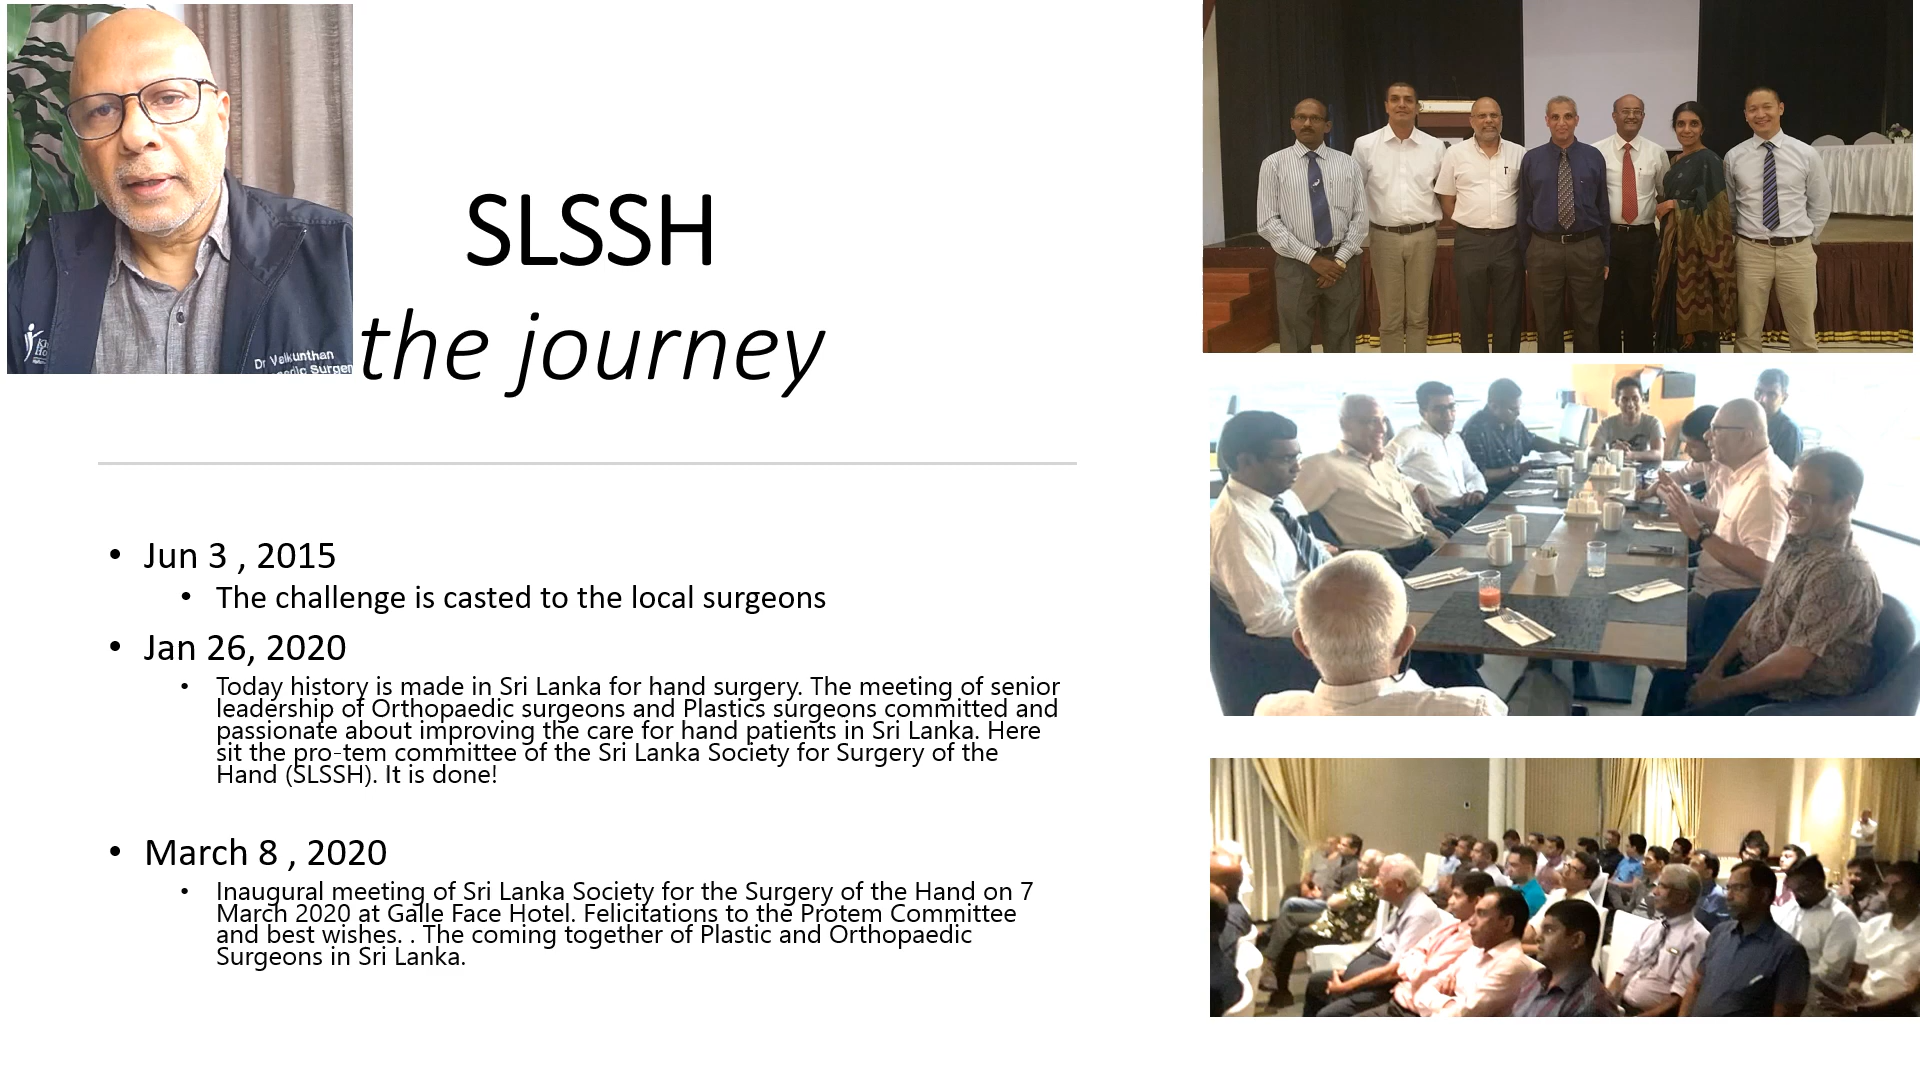 Dr Veikunthan
SLSSH
the journey
• Jun 3 , 2015
• The challenge is casted to the local surgeons
• Jan 26, 2020
• Today history is made in Sri Lanka for hand surgery. The meeting of senior
leadership of Orthopaedic surgeons and Plastics surgeons committed and
passionate about improving the care for hand patients in Sri Lanka. Here
sit the pro-tem committee of the Sri Lanka Society for Surgery of the
Hand (SLSSH). It is done!
• March 8 , 2020
• Inaugural meeting of Sri Lanka Society for the Surgery of the Hand on 7
March 2020 at Galle Face Hotel. Felicitations to the Protem Committee
and best wishes. . The coming together of Plastic and Orthopaedic
Surgeons in Sri Lanka.